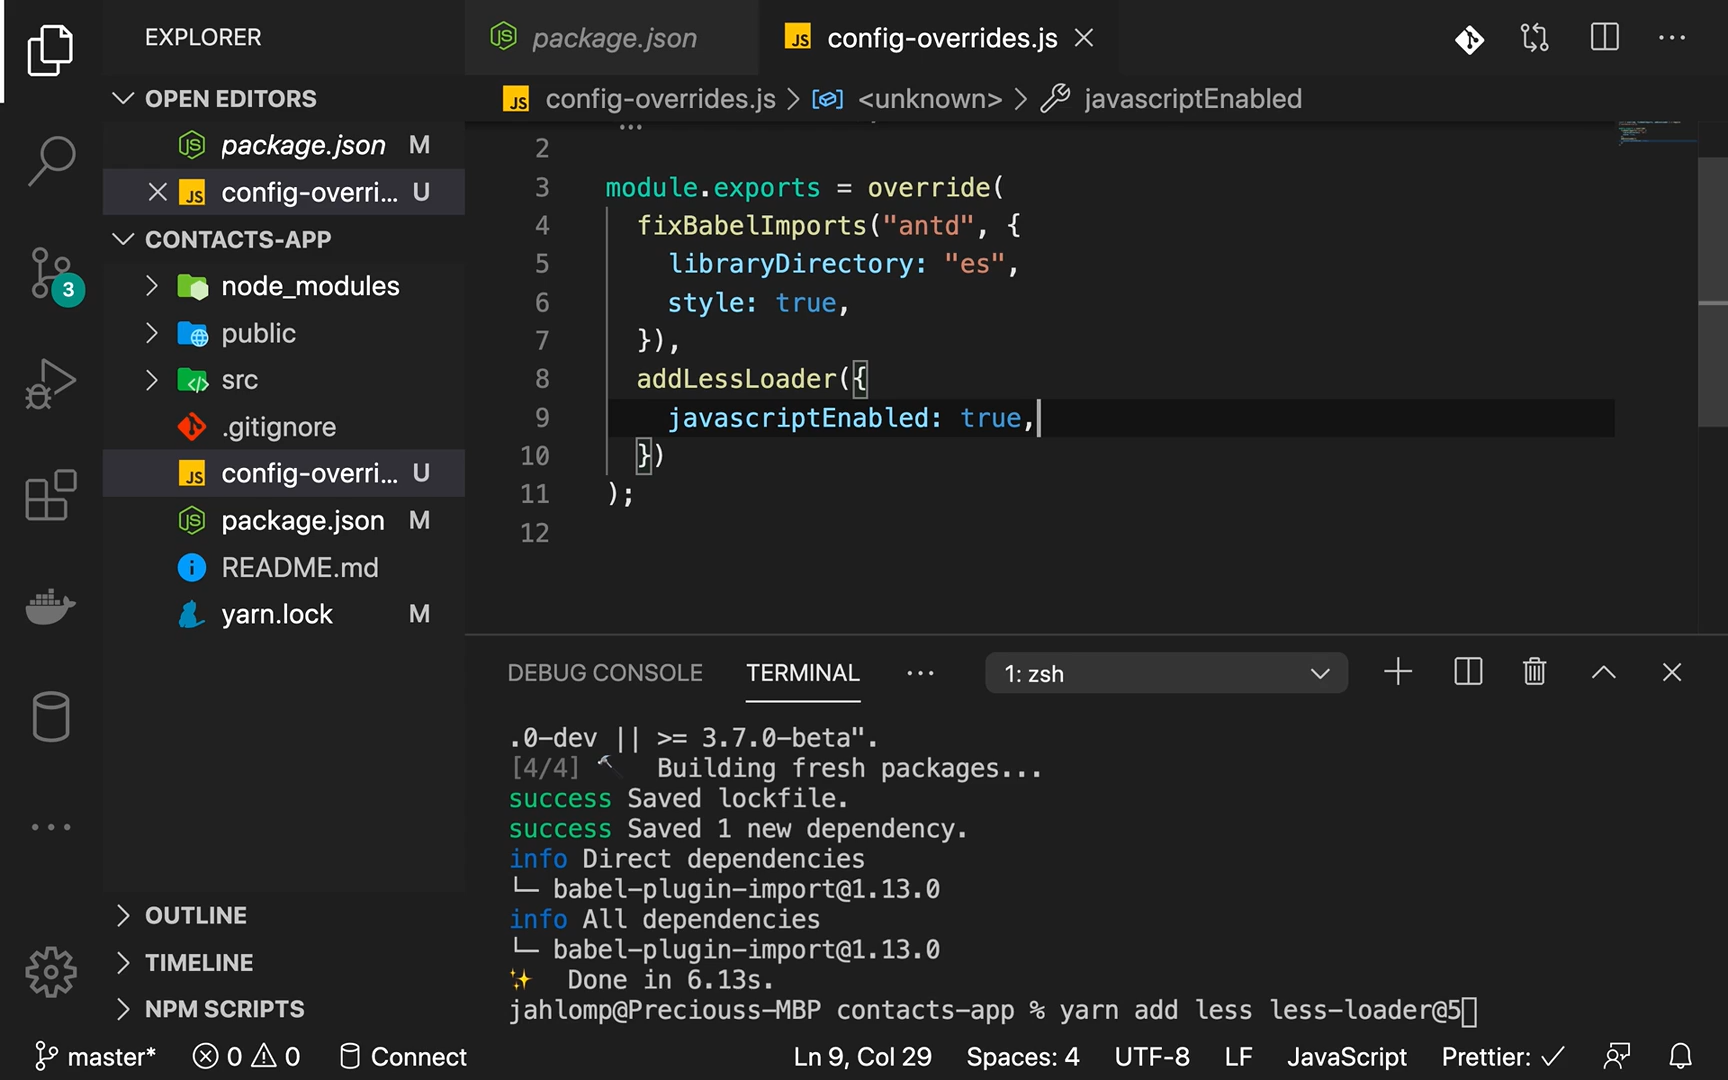 EXPLORER
package.json
JS config-overrides.js
OPEN EDITORS
package.json M
JS config-overri... U
CONTACTS-APP
node_modules
public
src
.gitignore
JS config-overri... U
package.json M
README.md
yarn.lock M
3
OUTLINE
TIMELINE
NPM SCRIPTS
JS config-overrides.js > <unknown> > javascriptEnabled
2
3 module.exports = override(
4 fixBabelImports("antd", {
5 libraryDirectory: "es",
6 style: true,
7 }),
8 addLessLoader({
9 javascriptEnabled: true,
10 })
11 );
12
DEBUG CONSOLE TERMINAL ... 1: zsh
.0-dev || >= 3.7.0-beta".
[4/4] 🔨 Building fresh packages...
success Saved lockfile.
success Saved 1 new dependency.
info Direct dependencies
└─ babel-plugin-import@1.13.0
info All dependencies
└─ babel-plugin-import@1.13.0
✨ Done in 6.13s.
jahlomp@Preciouss-MBP contacts-app % yarn add less less-loader@5
master* 0 0 Connect Ln 9, Col 29 Spaces: 4 UTF-8 LF JavaScript Prettier: ✓